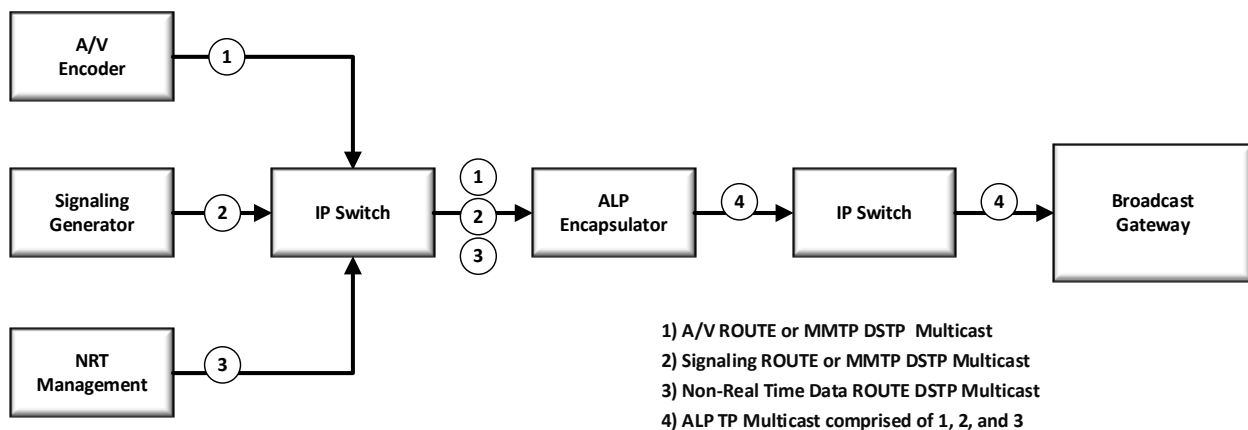 A/V
Encoder
1
Signaling
Generator
2
IP Switch
1
2
3
ALP
Encapsulator
4
IP Switch
4
Broadcast
Gateway
NRT
Management
3
1) A/V ROUTE or MMTP DSTP Multicast
2) Signaling ROUTE or MMTP DSTP Multicast
3) Non-Real Time Data ROUTE DSTP Multicast
4) ALP TP Multicast comprised of 1, 2, and 3